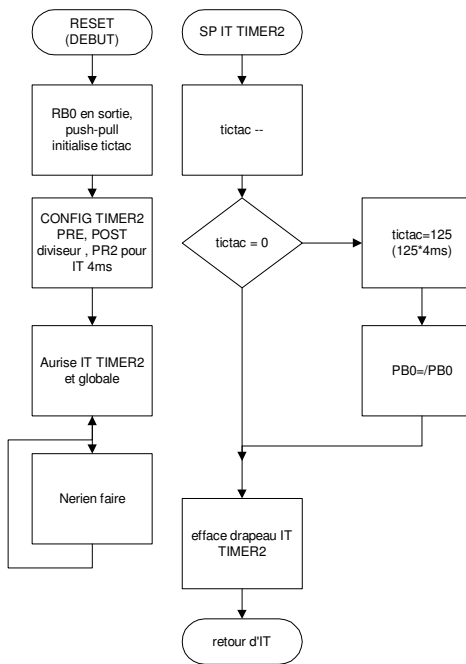 RESET
(DEBUT)
RB0 en sortie,
push-pull
initialise tictac
CONFIG TIMER2
PRE, POST
diviseur , PR2 pour
IT 4ms
Aurise IT TIMER2
et globale
Nerien faire
SP IT TIMER2
tictac --
tictac = 0
tictac=125
(125*4ms)
PB0=/PB0
efface drapeau IT
TIMER2
retour d'IT